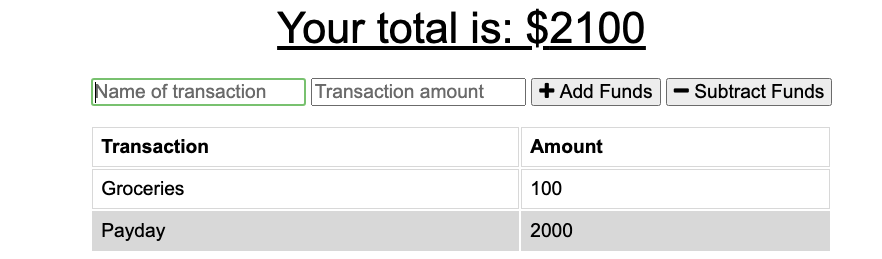 Your total is: $2100
Name of transaction Transaction amount + Add Funds − Subtract Funds
Transaction Amount
Groceries 100
Payday 2000